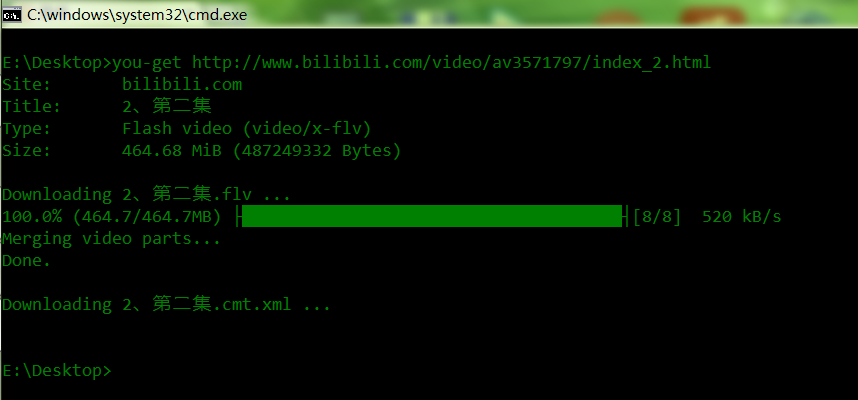 C:\windows\system32\cmd.exe
E:\Desktop>you-get http://www.bilibili.com/video/av3571797/index_2.html
Site:       bilibili.com
Title:      2、第二集
Type:       Flash video (video/x-flv)
Size:       464.68 MiB (487249332 Bytes)
Downloading 2、第二集.flv ...
100.0% (464.7/464.7MB) ├████████████████████████████████████████┤[8/8]  520 kB/s
Merging video parts...
Done.
Downloading 2、第二集.cmt.xml ...
E:\Desktop>